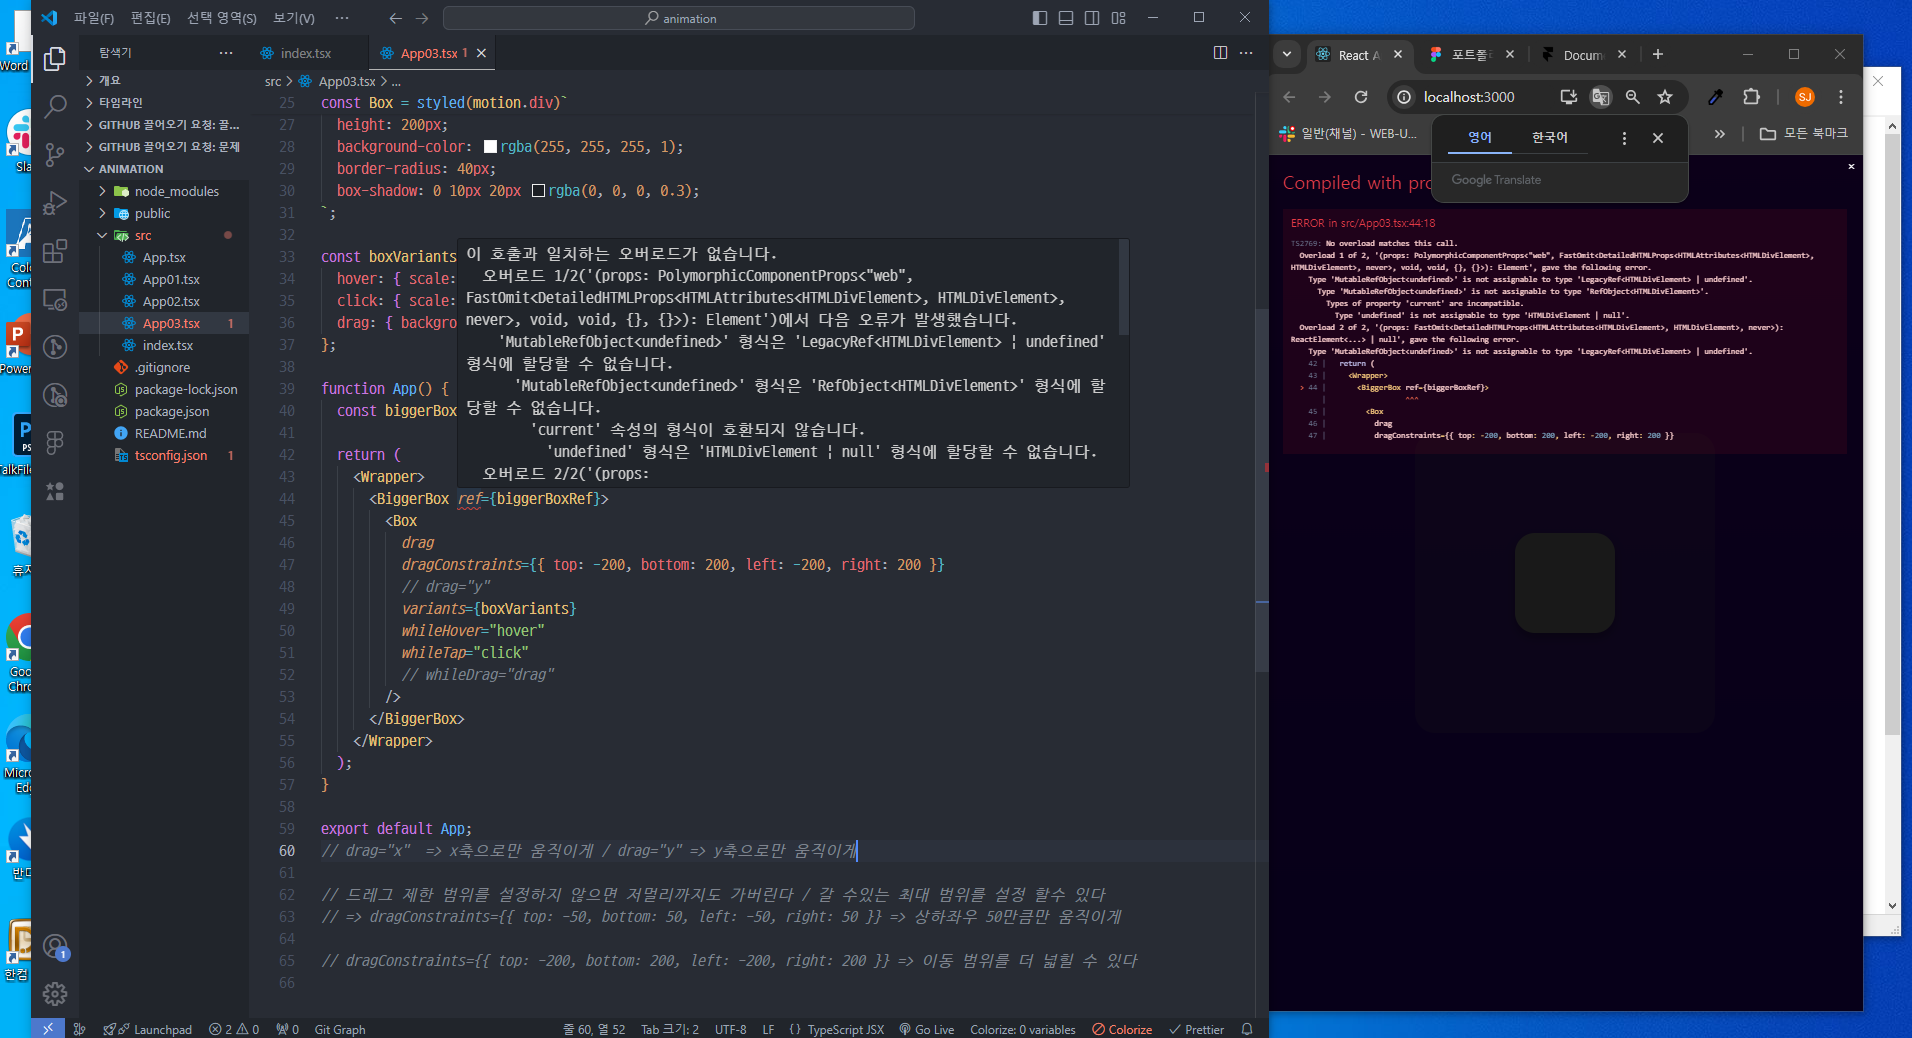 파일(F) 편집(E) 선택 영역(S) 보기(V) ···
animation
탐색기
개요
타임라인
GITHUB 끌어오기 요청: 끌...
GITHUB 끌어오기 요청: 문제
ANIMATION
node_modules
public
src
App.tsx
App01.tsx
App02.tsx
App03.tsx 1
index.tsx
.gitignore
package-lock.json
package.json
README.md
tsconfig.json 1
index.tsx
App03.tsx 1
src > App03.tsx > ...
25 const Box = styled(motion.div)`
27 height: 200px;
28 background-color: rgba(255, 255, 255, 1);
29 border-radius: 40px;
30 box-shadow: 0 10px 20px rgba(0, 0, 0, 0.3);
31 `;
32
33 const boxVariants
34 hover: { scale:
35 click: { scale:
36 drag: { backgro
37 };
38
39 function App() {
40 const biggerBox
41
42 return (
43 <Wrapper>
44 <BiggerBox ref={biggerBoxRef}>
45 <Box
46 drag
47 dragConstraints={{ top: -200, bottom: 200, left: -200, right: 200 }}
48 // drag="y"
49 variants={boxVariants}
50 whileHover="hover"
51 whileTap="click"
52 // whileDrag="drag"
53 />
54 </BiggerBox>
55 </Wrapper>
56 );
57 }
58
59 export default App;
60 // drag="x"  => x축으로만 움직이게 / drag="y" => y축으로만 움직이게
61
62 // 드레그 제한 범위를 설정하지 않으면 저멀리까지도 가버린다 / 갈 수있는 최대 범위를 설정 할수 있다
63 // => dragConstraints={{ top: -50, bottom: 50, left: -50, right: 50 }} => 상하좌우 50만큼만 움직이게
64
65 // dragConstraints={{ top: -200, bottom: 200, left: -200, right: 200 }} => 이동 범위를 더 넓힐 수 있다
66
이 호출과 일치하는 오버로드가 없습니다.
오버로드 1/2('(props: PolymorphicComponentProps<"web",
FastOmit<DetailedHTMLProps<HTMLAttributes<HTMLDivElement>, HTMLDivElement>,
never>, void, void, {}, {}>): Element')에서 다음 오류가 발생했습니다.
'MutableRefObject<undefined>' 형식은 'LegacyRef<HTMLDivElement> | undefined'
형식에 할당할 수 없습니다.
'MutableRefObject<undefined>' 형식은 'RefObject<HTMLDivElement>' 형식에 할
당할 수 없습니다.
'current' 속성의 형식이 호환되지 않습니다.
'undefined' 형식은 'HTMLDivElement | null' 형식에 할당할 수 없습니다.
오버로드 2/2('(props:
Launchpad 2 0 0 Git Graph
줄 60, 열 52 Tab 크기: 2 UTF-8 LF {} TypeScript JSX Go Live Colorize: 0 variables Colorize Prettier
1
React A
포트폴
Docum
localhost:3000
SJ
일반(채널) - WEB-U...
모든 북마크
영어 한국어
Google Translate
Compiled with pro
ERROR in src/App03.tsx:44:18
TS2769: No overload matches this call.
Overload 1 of 2, '(props: PolymorphicComponentProps<"web", FastOmit<DetailedHTMLProps<HTMLAttributes<HTMLDivElement>,
HTMLDivElement>, never>, void, void, {}, {}>): Element', gave the following error.
Type 'MutableRefObject<undefined>' is not assignable to type 'LegacyRef<HTMLDivElement> | undefined'.
Type 'MutableRefObject<undefined>' is not assignable to type 'RefObject<HTMLDivElement>'.
Types of property 'current' are incompatible.
Type 'undefined' is not assignable to type 'HTMLDivElement | null'.
Overload 2 of 2, '(props: FastOmit<DetailedHTMLProps<HTMLAttributes<HTMLDivElement>, HTMLDivElement>, never>):
ReactElement<...> | null', gave the following error.
Type 'MutableRefObject<undefined>' is not assignable to type 'LegacyRef<HTMLDivElement> | undefined'.
42 | return (
43 | <Wrapper>
> 44 | <BiggerBox ref={biggerBoxRef}>
| ^^^
45 | <Box
46 | drag
47 | dragConstraints={{ top: -200, bottom: 200, left: -200, right: 200 }}
Word
Sla
Colo
Cont
Power
TalkFile
휴지
Goo
Chro
Micro
Edg
반디
한컴